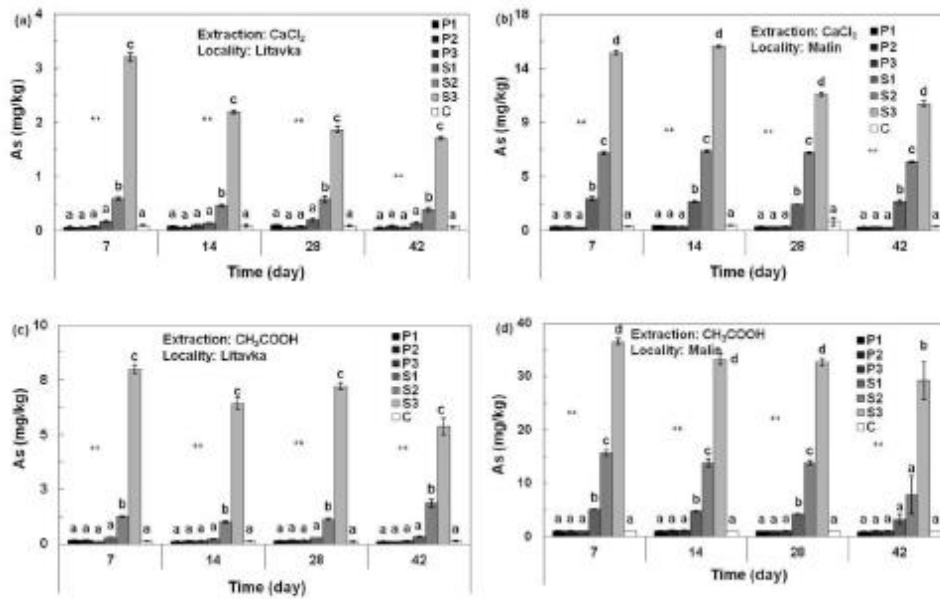 (a)
Extraction: CaCl₂
Locality: Litavka
P1
P2
P3
S1
S2
S3
C
As (mg/kg)
4
3
2
1
0
c
c
c
c
**
**
**
**
b
b
b
b
a a a a a
a a a a a
a a a a a
a a a a a
7 14 28 42
Time (day)
(b)
Extraction: CaCl₂
Locality: Malin
P1
P2
P3
S1
S2
S3
C
As (mg/kg)
18
14
9
5
0
d
d
d
d
**
**
**
**
c
c
c
c
b
b
b
b
a a a a
a a a a
a a a a
a a a a
7 14 28 42
Time (day)
(c)
Extraction: CH₃COOH
Locality: Litavka
P1
P2
P3
S1
S2
S3
C
As (mg/kg)
10
8
5
3
0
c
c
c
c
**
**
**
**
b
b
b
b
a a a a a
a a a a a
a a a a a
a a a a a
7 14 28 42
Time (day)
(d)
Extraction: CH₃COOH
Locality: Malin
P1
P2
P3
S1
S2
S3
C
As (mg/kg)
40
30
20
10
0
d
d
d
b
**
**
**
**
c
c
c
a
b
b
b
a
a a a a
a a a a
a a a a
a a a a
7 14 28 42
Time (day)